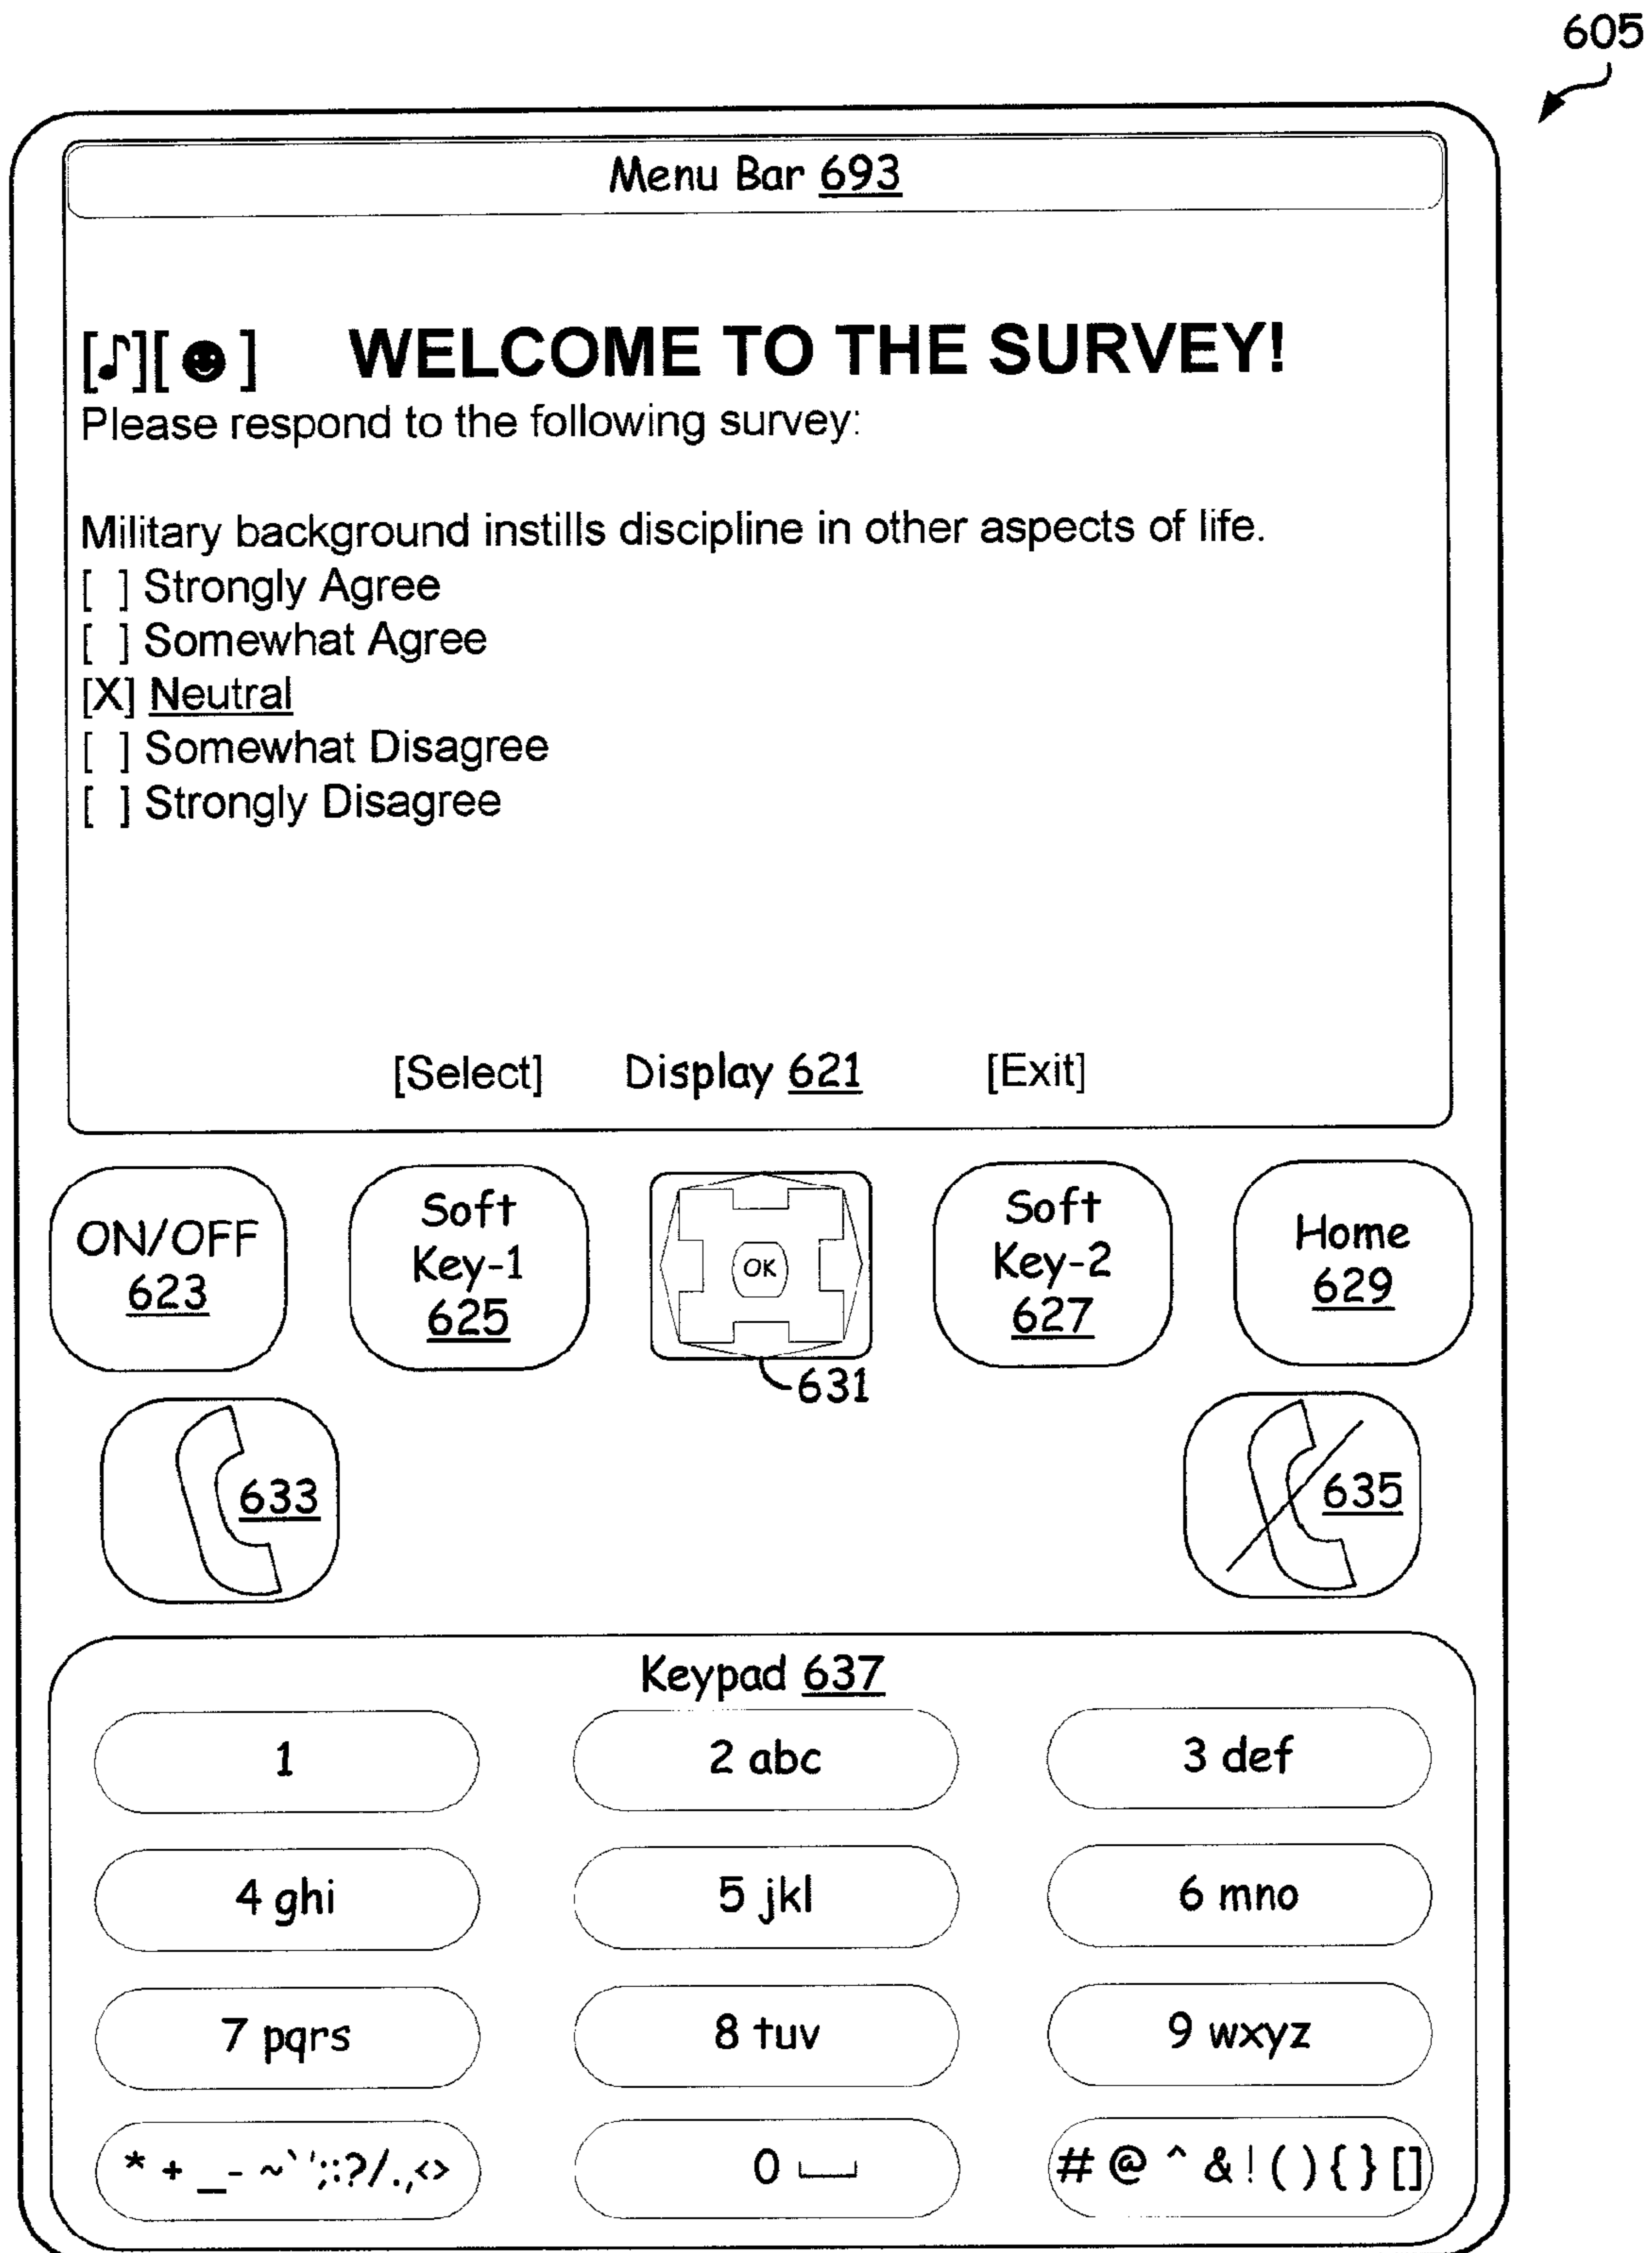 605
Menu Bar 693
[♪][☻] WELCOME TO THE SURVEY!
Please respond to the following survey:
Military background instills discipline in other aspects of life.
[ ] Strongly Agree
[ ] Somewhat Agree
[X] Neutral
[ ] Somewhat Disagree
[ ] Strongly Disagree
[Select] Display 621 [Exit]
ON/OFF
623
Soft
Key-1
625
OK
631
Soft
Key-2
627
Home
629
633
635
Keypad 637
1
2 abc
3 def
4 ghi
5 jkl
6 mno
7 pqrs
8 tuv
9 wxyz
* + _ - ~ ` ' ; : ? / . , < >
0 ⎵
# @ ^ & ! ( ) { } [ ]